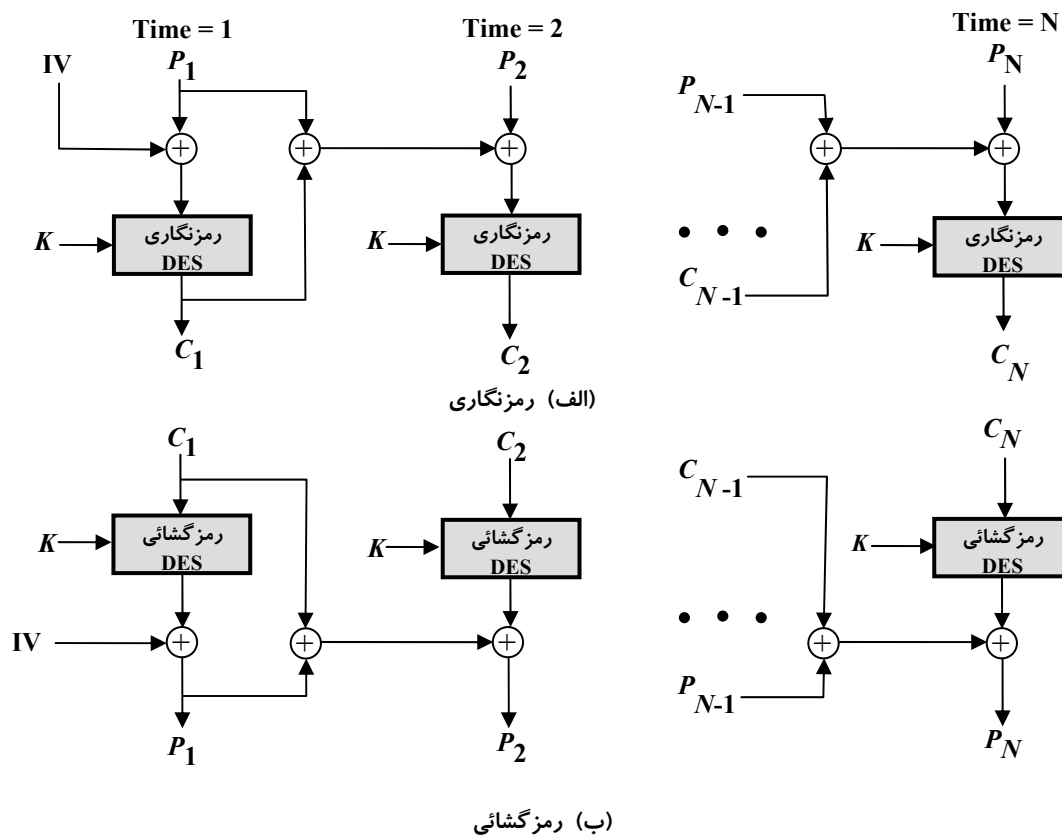 Time = 1 Time = 2 Time = N
IV P1 P2 PN
PN-1
K رمزنگاری DES K رمزنگاری DES K رمزنگاری DES
CN-1
C1 C2 CN
(الف) رمزنگاری
C1 C2 CN-1 CN
K رمزگشائی DES K رمزگشائی DES K رمزگشائی DES
IV
PN-1
P1 P2 PN
(ب) رمزگشائی